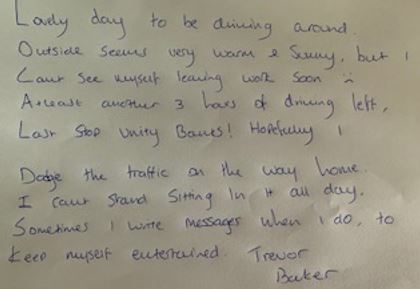 Lovely day to be driving around.
Outside seems very warm & Sunny, but I
Cant see myself leaving work soon :(
Atleast another 3 hours of driving left,
Last Stop Unity Banks! Hopefully I
Dodge the traffic on the way home.
I cant stand Sitting In it all day.
Sometimes I write messages when I do, to
keep myself entertained. Trevor
Baker